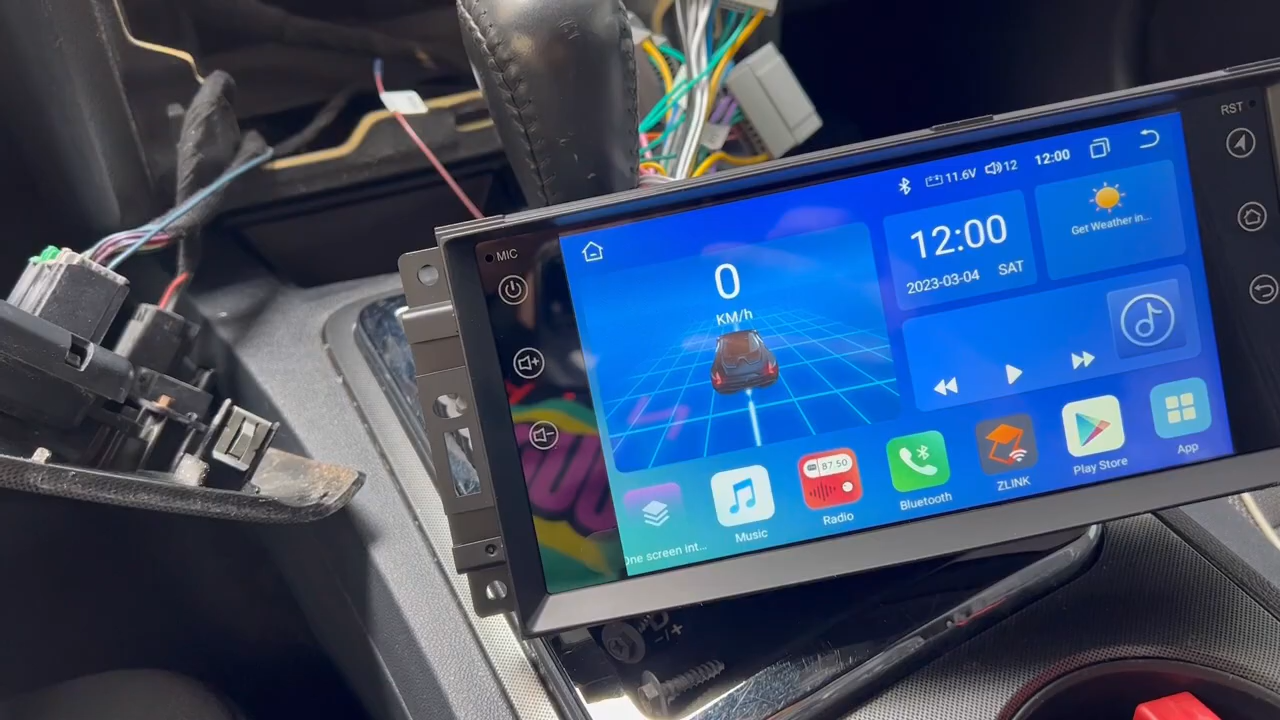 RST
11.6V
12
12:00
MIC
12:00
2023-03-04 SAT
Get Weather in...
0
KM/h
87.50
One screen int...
Music
Radio
Bluetooth
ZLINK
Play Store
App
-/+